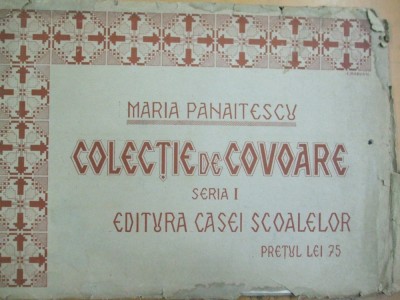 MARIA PANAITESCU
COLECȚIE DE COVOARE
SERIA I
EDITURA CASEI ȘCOALELOR
PREȚUL LEI 75